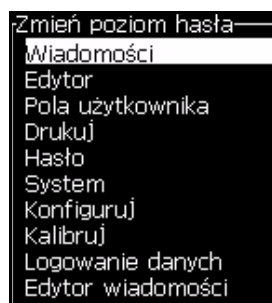 Zmień poziom hasła
Wiadomości
Edytor
Pola użytkownika
Drukuj
Hasło
System
Konfiguruj
Kalibruj
Logowanie danych
Edytor wiadomości